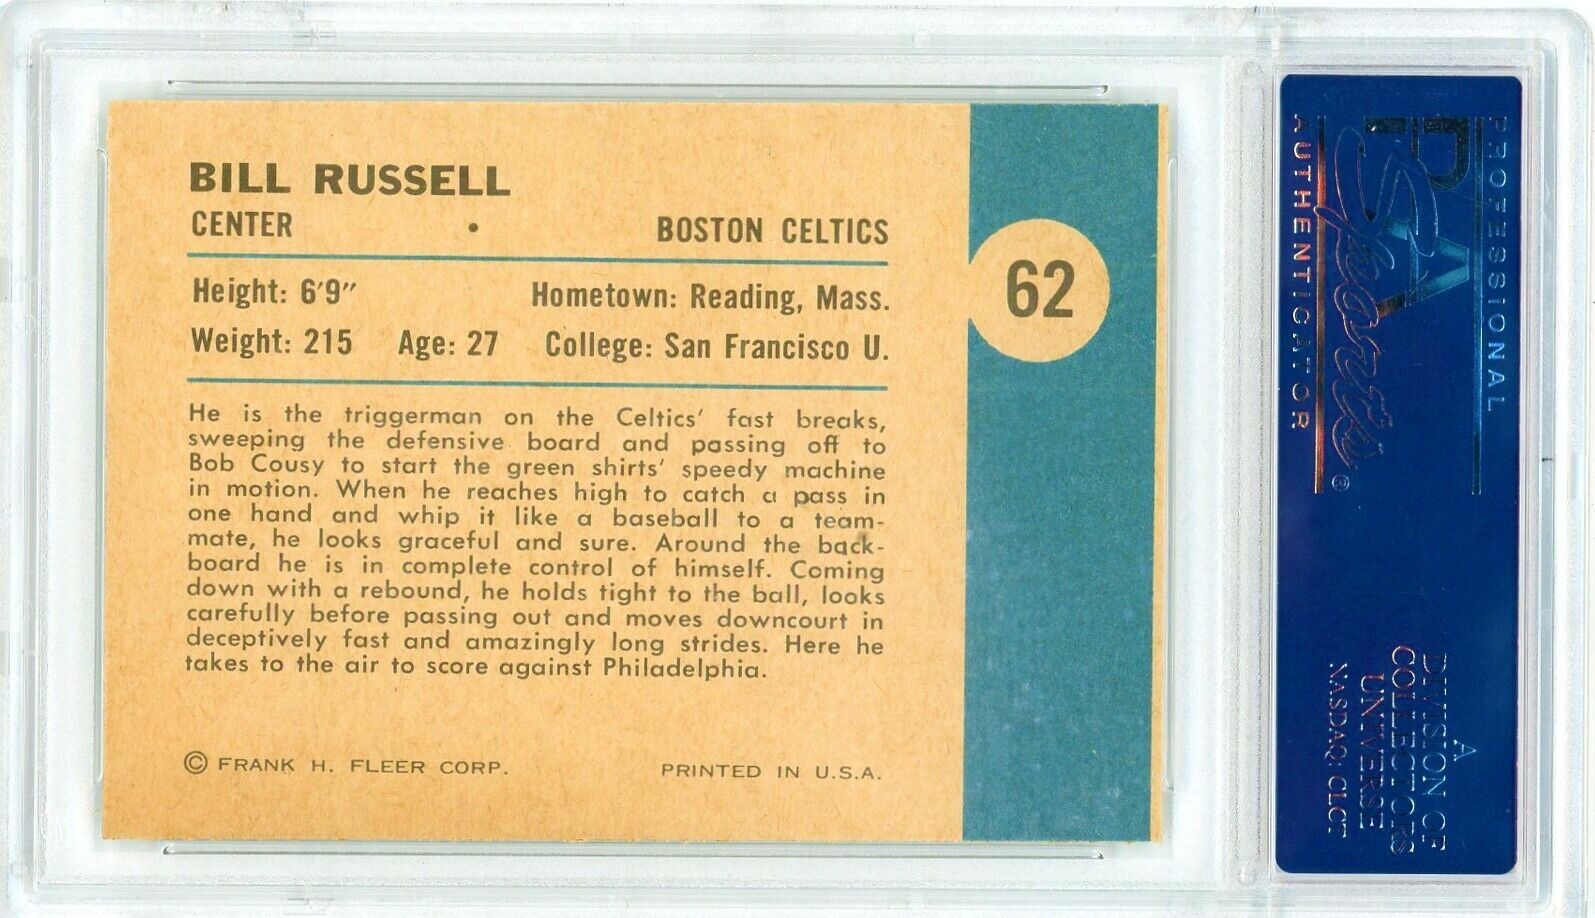 BILL RUSSELL
CENTER • BOSTON CELTICS
Height: 6'9" Hometown: Reading, Mass.
Weight: 215 Age: 27 College: San Francisco U.
62
He is the triggerman on the Celtics' fast breaks,
sweeping the defensive board and passing off to
Bob Cousy to start the green shirts' speedy machine
in motion. When he reaches high to catch a pass in
one hand and whip it like a baseball to a team-
mate, he looks graceful and sure. Around the back-
board he is in complete control of himself. Coming
down with a rebound, he holds tight to the ball, looks
carefully before passing out and moves downcourt in
deceptively fast and amazingly long strides. Here he
takes to the air to score against Philadelphia.
© FRANK H. FLEER CORP. PRINTED IN U.S.A.
PROFESSIONAL
PSA
Sports®
AUTHENTICATOR
A
DIVISION OF
COLLECTORS
UNIVERSE
NASDAQ: CLCT